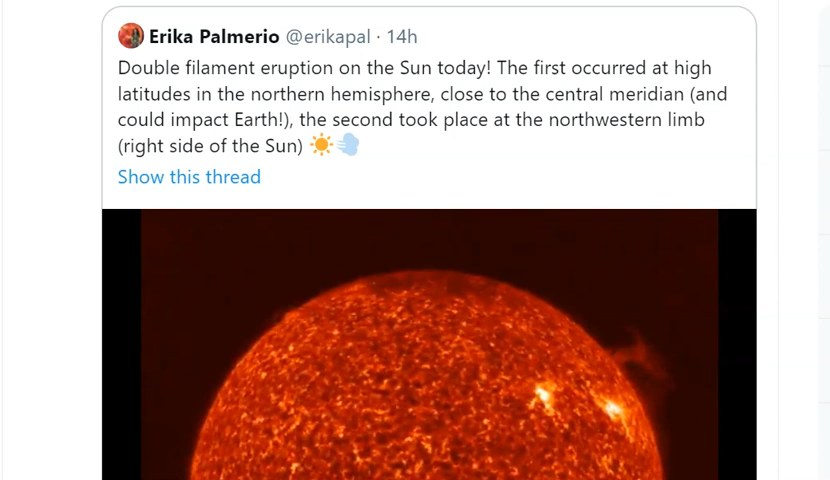 Erika Palmerio @erikapal · 14h
Double filament eruption on the Sun today! The first occurred at high
latitudes in the northern hemisphere, close to the central meridian (and
could impact Earth!), the second took place at the northwestern limb
(right side of the Sun) ☀️💨
Show this thread